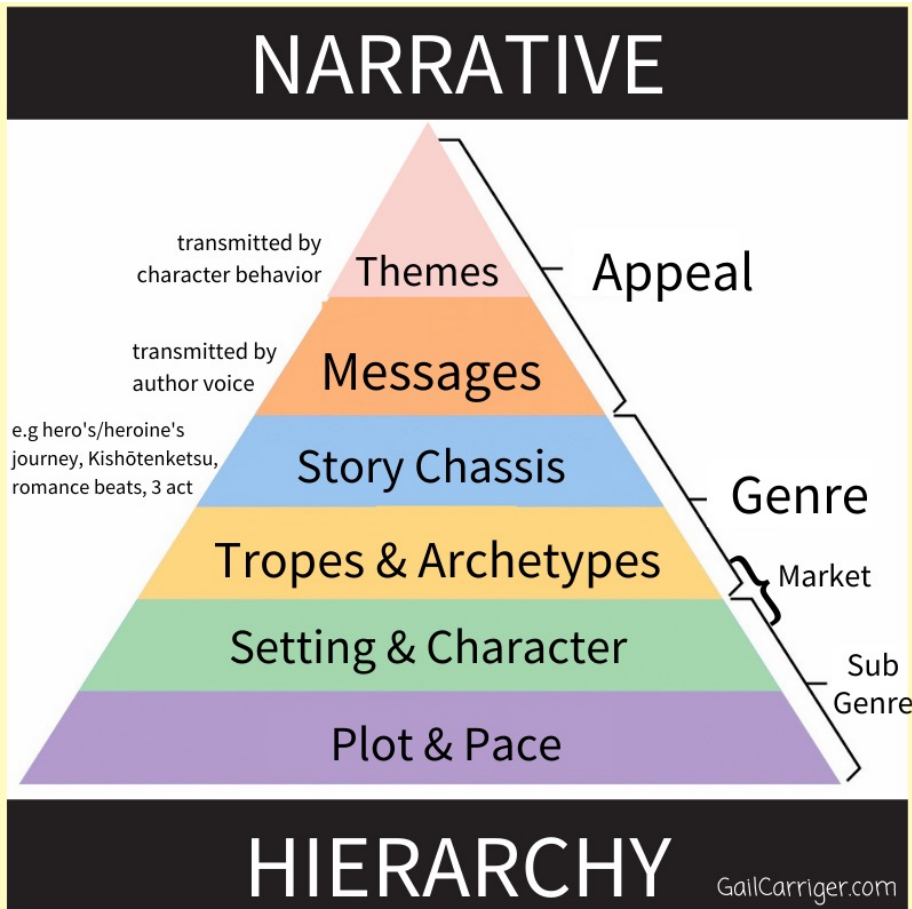 NARRATIVE
transmitted by
character behavior
Themes
Appeal
transmitted by
author voice
Messages
e.g hero's/heroine's
journey, Kishōtenketsu,
romance beats, 3 act
Story Chassis
Genre
Tropes & Archetypes
Market
Setting & Character
Sub
Genre
Plot & Pace
HIERARCHY
GailCarriger.com